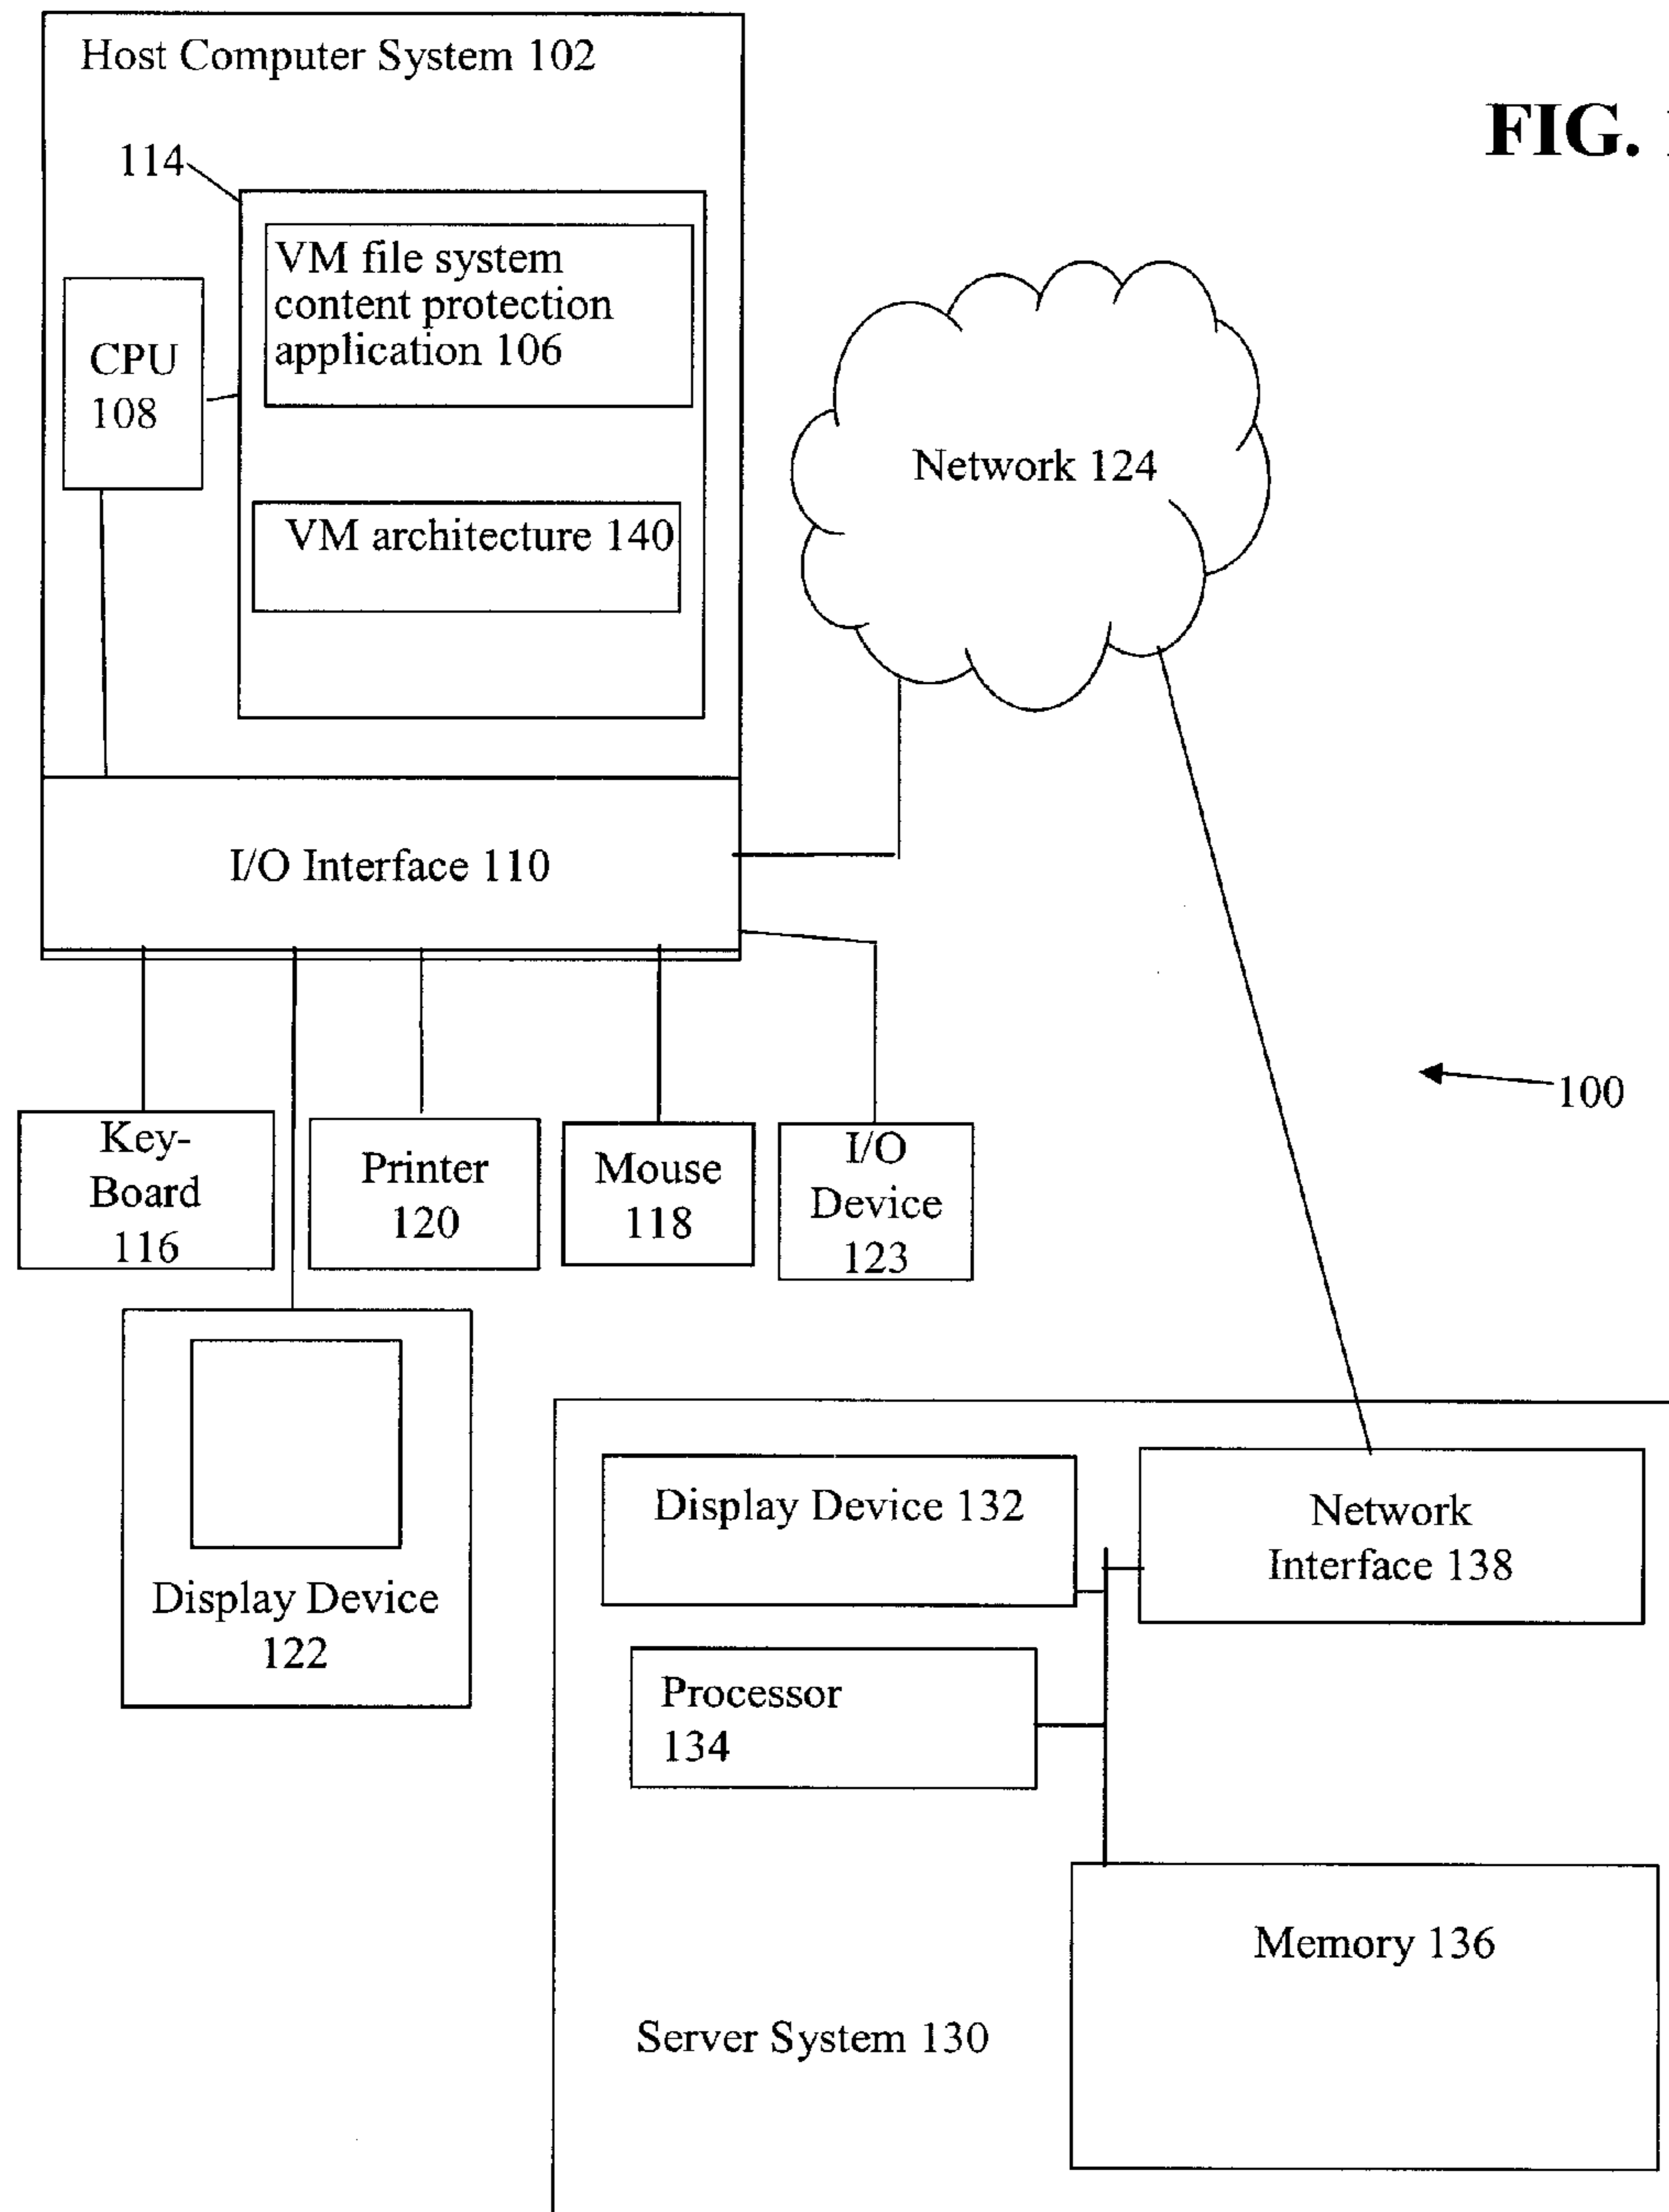 Host Computer System 102
FIG.
114
VM file system
content protection
application 106
CPU
108
Network 124
VM architecture 140
I/O Interface 110
100
Key-
Board
116
Printer
120
Mouse
118
I/O
Device
123
Display Device
122
Display Device 132
Network
Interface 138
Processor
134
Memory 136
Server System 130